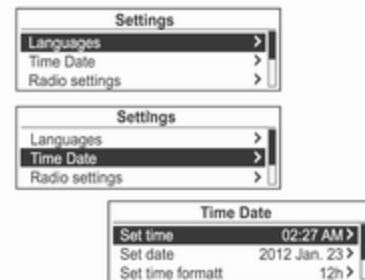 Settings
Languages >
Time Date >
Radio settings >
Settings
Languages >
Time Date >
Radio settings >
Time Date
Set time 02:27 AM >
Set date 2012 Jan. 23 >
Set time formatt 12h >